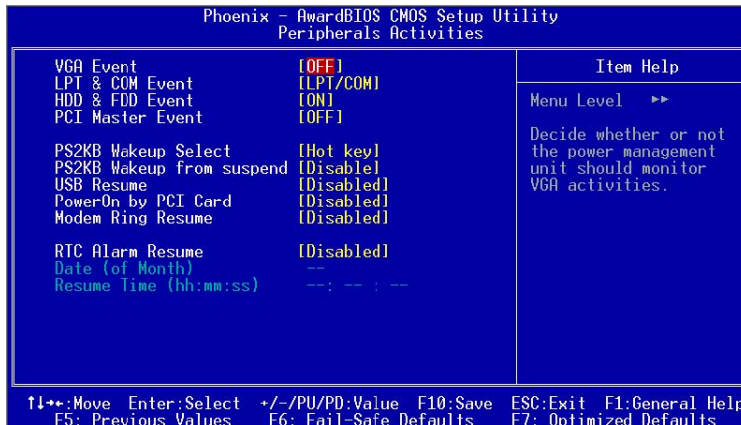 Phoenix - AwardBIOS CMOS Setup Utility
Peripherals Activities
VGA Event [OFF]
LPT & COM Event [LPT/COM]
HDD & FDD Event [ON]
PCI Master Event [OFF]
PS2KB Wakeup Select [Hot key]
PS2KB Wakeup from suspend [Disable]
USB Resume [Disabled]
PowerOn by PCI Card [Disabled]
Modem Ring Resume [Disabled]
RTC Alarm Resume [Disabled]
Date (of Month) --
Resume Time (hh:mm:ss) --: -- : --
Item Help
Menu Level ►►
Decide whether or not
the power management
unit should monitor
VGA activities.
↑↓→←:Move Enter:Select +/-/PU/PD:Value F10:Save ESC:Exit F1:General Help
F5: Previous Values F6: Fail-Safe Defaults F7: Optimized Defaults